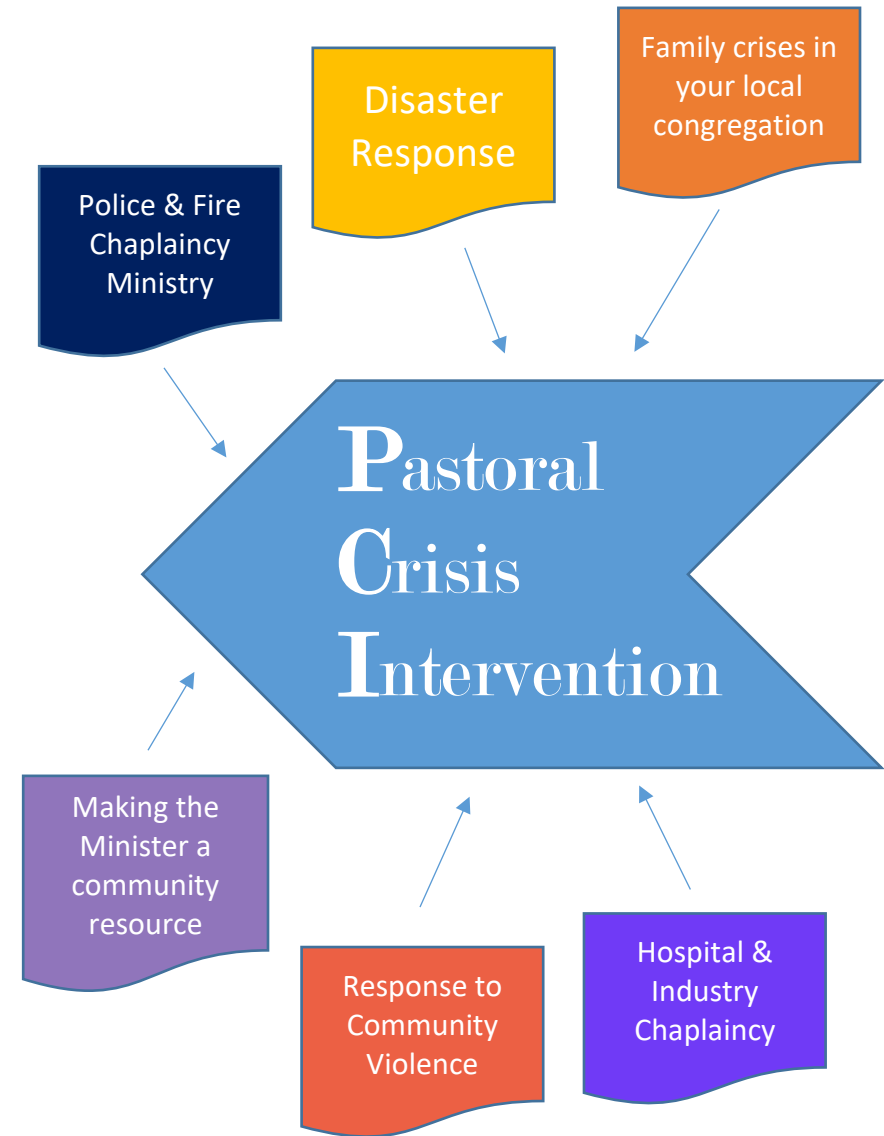 Family crises in
your local
congregation
Disaster
Response
Police & Fire
Chaplaincy
Ministry
Pastoral
Crisis
Intervention
Making the
Minister a
community
resource
Response to
Community
Violence
Hospital &
Industry
Chaplaincy